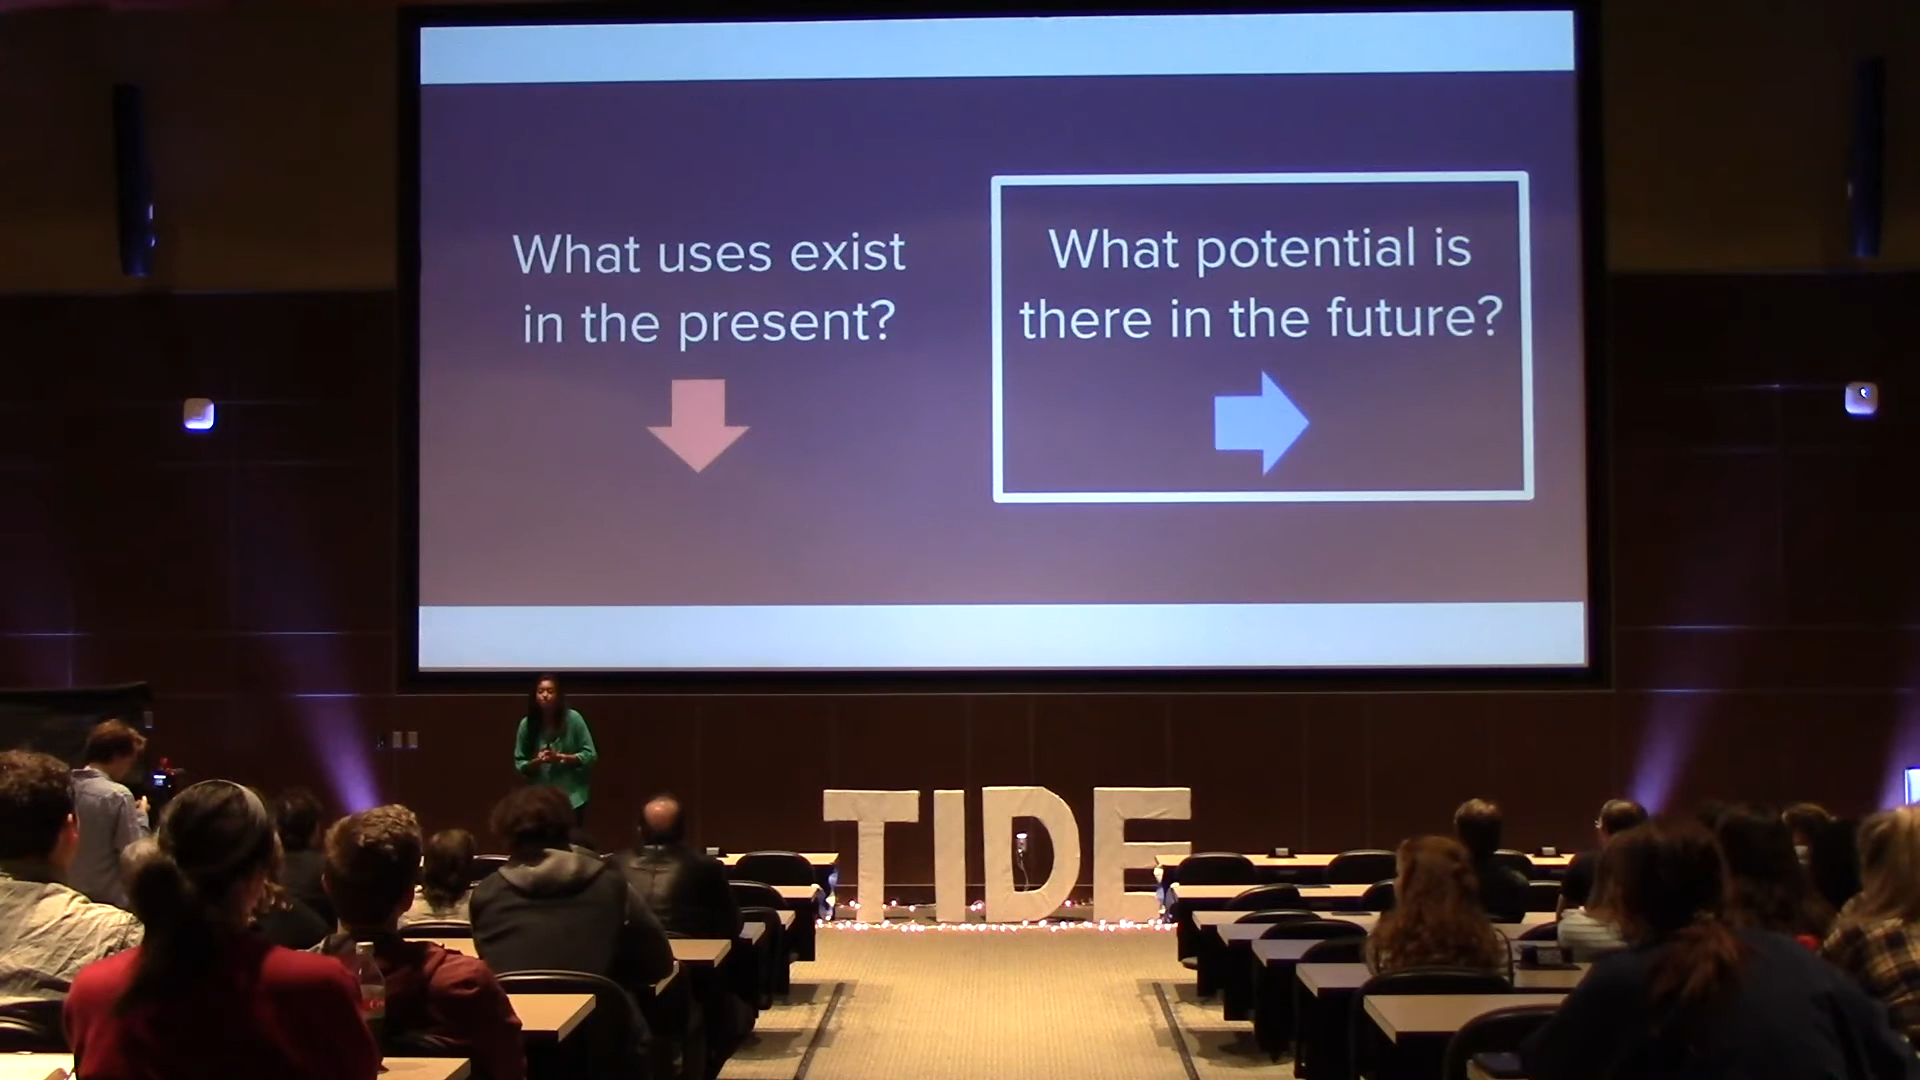 What uses exist
in the present?
What potential is
there in the future?
TIDE